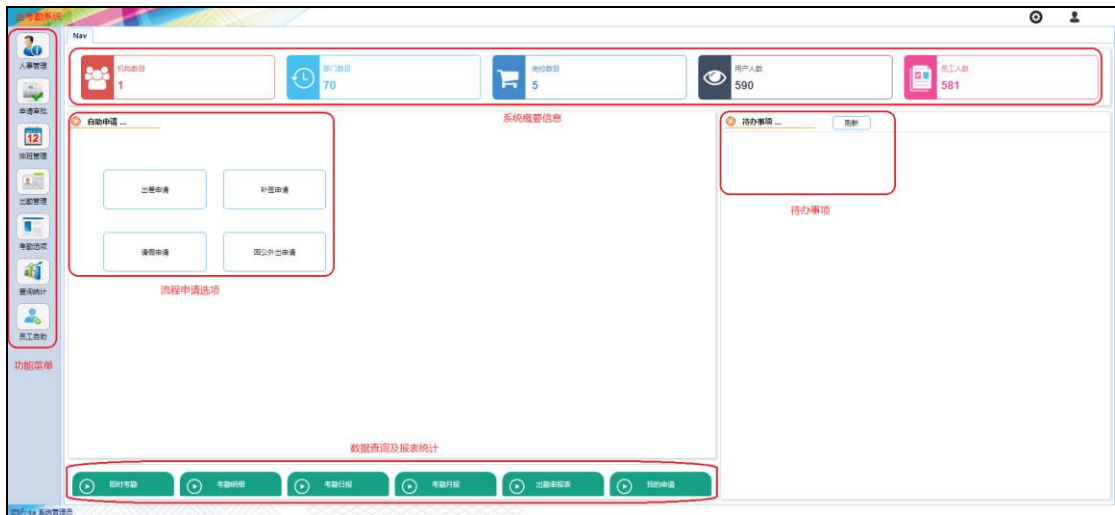 考勤系统
Nav
人事管理
申请审批
12
排班管理
出勤管理
考勤选项
查询统计
员工自助
功能菜单
机构数目
1
部门数目
70
岗位数目
5
用户人数
590
员工人数
581
系统概要信息
自助申请 ...
出差申请
补签申请
请假申请
因公外出申请
流程申请选项
待办事项 ...
刷新
待办事项
数据查询及报表统计
即时考勤
考勤明细
考勤日报
考勤月报
出勤率报表
我的申请
系统管理员